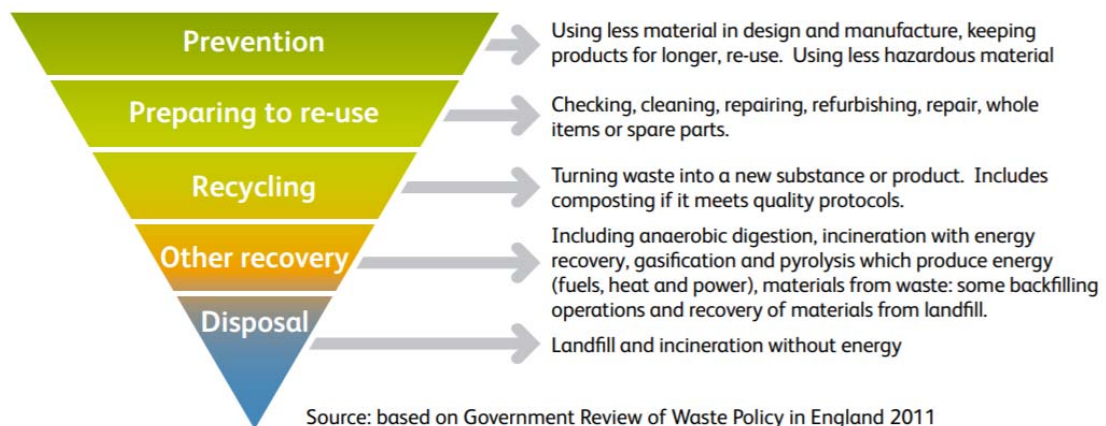 Prevention
Using less material in design and manufacture, keeping
products for longer, re-use. Using less hazardous material
Preparing to re-use
Checking, cleaning, repairing, refurbishing, repair, whole
items or spare parts.
Recycling
Turning waste into a new substance or product. Includes
composting if it meets quality protocols.
Other recovery
Including anaerobic digestion, incineration with energy
recovery, gasification and pyrolysis which produce energy
(fuels, heat and power), materials from waste: some backfilling
operations and recovery of materials from landfill.
Disposal
Landfill and incineration without energy
Source: based on Government Review of Waste Policy in England 2011